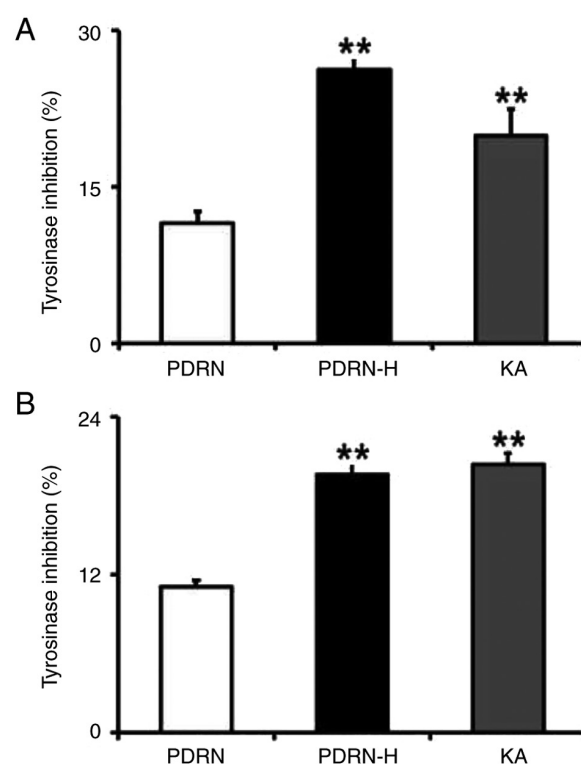 A
Tyrosinase inhibition (%)
30
15
0
**
**
PDRN PDRN-H KA
B
Tyrosinase inhibition (%)
24
12
0
**
**
PDRN PDRN-H KA